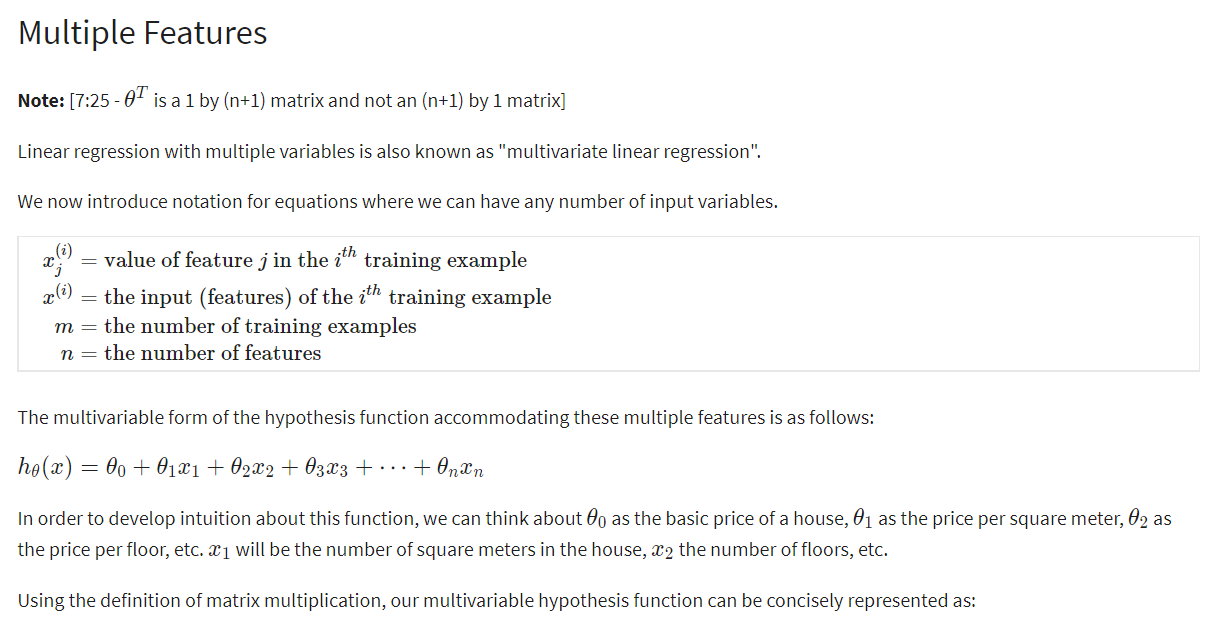 Multiple Features
Note: [7:25 - θ^T is a 1 by (n+1) matrix and not an (n+1) by 1 matrix]
Linear regression with multiple variables is also known as "multivariate linear regression".
We now introduce notation for equations where we can have any number of input variables.
x_j^(i) = value of feature j in the i^th training example
x^(i) = the input (features) of the i^th training example
m = the number of training examples
n = the number of features
The multivariable form of the hypothesis function accommodating these multiple features is as follows:
h_θ(x) = θ_0 + θ_1x_1 + θ_2x_2 + θ_3x_3 + ⋯ + θ_nx_n
In order to develop intuition about this function, we can think about θ_0 as the basic price of a house, θ_1 as the price per square meter, θ_2 as
the price per floor, etc. x_1 will be the number of square meters in the house, x_2 the number of floors, etc.
Using the definition of matrix multiplication, our multivariable hypothesis function can be concisely represented as: